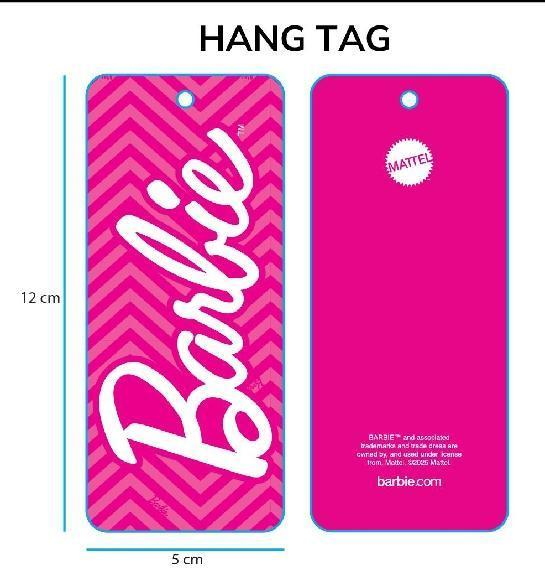 HANG TAG
Barbie
TM
MATTEL
12 cm
BARBIE™ and associated
trademarks and trade dress are
owned by, and used under license
from, Mattel. ©2025 Mattel.
barbie.com
5 cm